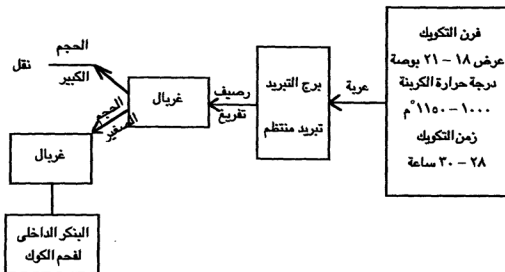 فرن التكويك
عرض ١٨ – ٢١ بوصة
درجة حرارة الكربنة
١٠٠٠ – ١١٥٠ °م
زمن التكويك
٢٨ – ٣٠ ساعة
عربة
برج التبريد
تبريد منتظم
رصيف
تفريغ
غربال
الحجم
الكبير
نقل
الحجم
الصغير
غربال
البنكر الداخلى
لفحم الكوك